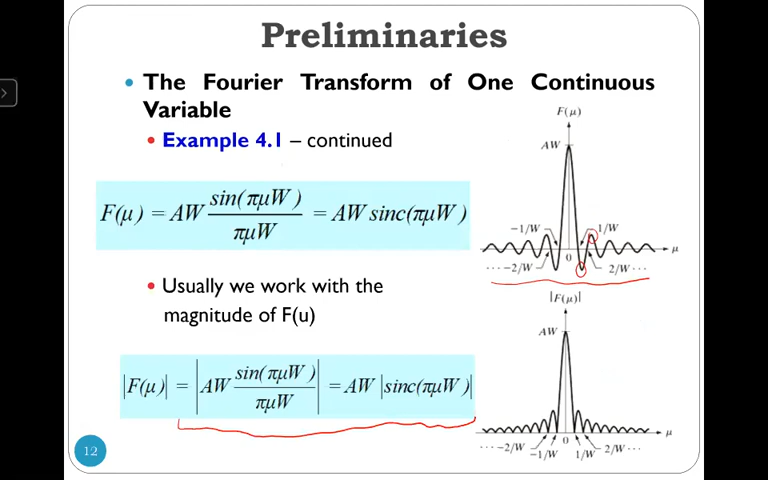 Preliminaries
• The Fourier Transform of One Continuous
Variable
• Example 4.1 – continued
F(μ) = AW sin(πμW) / πμW = AW sinc(πμW)
• Usually we work with the
magnitude of F(u)
|F(μ)| = |AW sin(πμW) / πμW| = AW |sinc(πμW)|
F(μ)
AW
−1/W
1/W
0
μ
··· −2/W
2/W ···
|F(μ)|
AW
0
μ
··· −2/W
−1/W
1/W
2/W ···
12